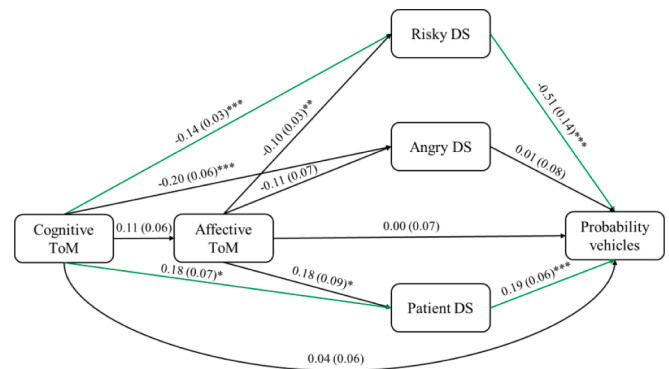 Risky DS
-0.14 (0.03)***
-0.10 (0.03)**
-0.51 (0.14)***
Angry DS
-0.20 (0.06)***
-0.11 (0.07)
0.01 (0.08)
Cognitive
ToM
0.11 (0.06)
Affective
ToM
0.00 (0.07)
Probability
vehicles
0.18 (0.07)*
0.18 (0.09)*
Patient DS
0.19 (0.06)***
0.04 (0.06)